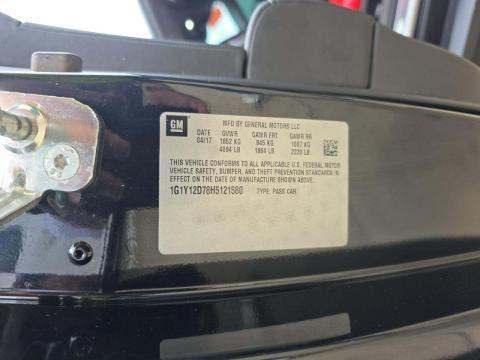 GM
MFD BY GENERAL MOTORS LLC
DATE GVWR GAWR FRT GAWR RR
04/17 1852 KG 845 KG 1007 KG
4084 LB 1864 LB 2220 LB
THIS VEHICLE CONFORMS TO ALL APPLICABLE U.S. FEDERAL MOTOR
VEHICLE SAFETY, BUMPER, AND THEFT PREVENTION STANDARDS
IN EFFECT ON THE DATE OF MANUFACTURE SHOWN ABOVE.
1G1Y12D78H5121560 TYPE: PASS CAR